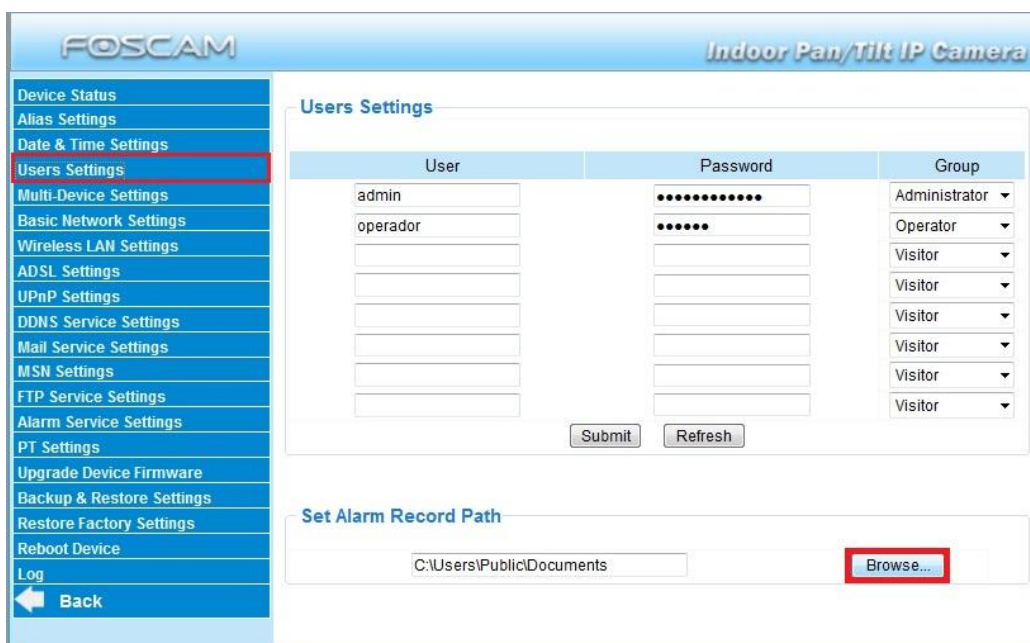 FOSCAM
Indoor Pan/Tilt IP Camera
Device Status
Alias Settings
Date & Time Settings
Users Settings
Multi-Device Settings
Basic Network Settings
Wireless LAN Settings
ADSL Settings
UPnP Settings
DDNS Service Settings
Mail Service Settings
MSN Settings
FTP Service Settings
Alarm Service Settings
PT Settings
Upgrade Device Firmware
Backup & Restore Settings
Restore Factory Settings
Reboot Device
Log
Back
Users Settings
User Password Group
admin •••••••••••• Administrator
operador •••••• Operator
Visitor
Visitor
Visitor
Visitor
Visitor
Visitor
Submit Refresh
Set Alarm Record Path
C:\Users\Public\Documents Browse...